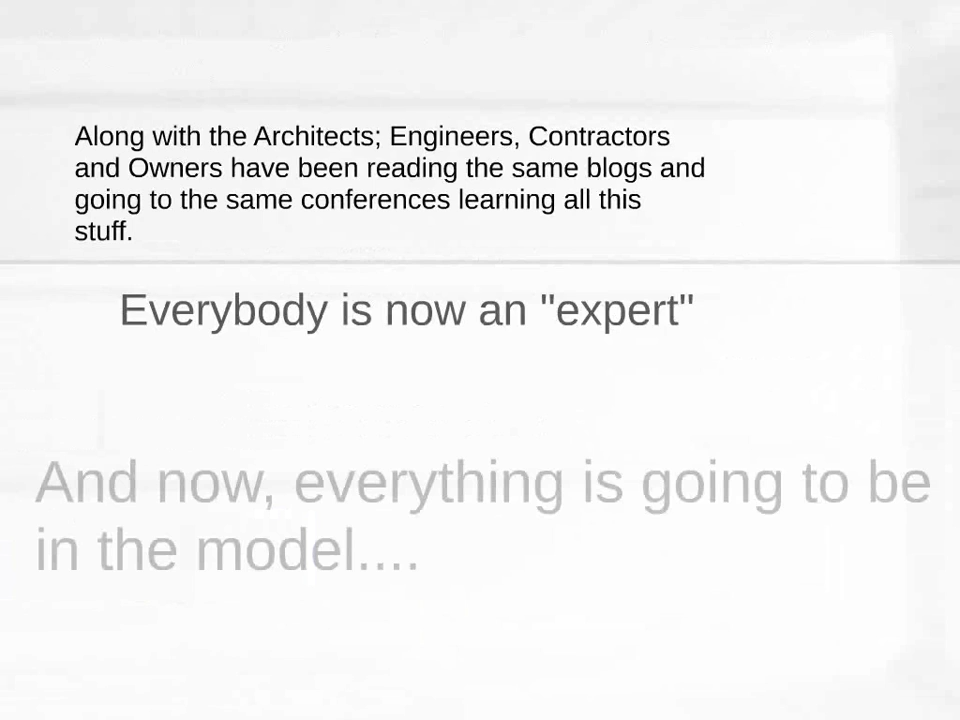 Along with the Architects; Engineers, Contractors
and Owners have been reading the same blogs and
going to the same conferences learning all this
stuff.
Everybody is now an "expert"
And now, everything is going to be
in the model....